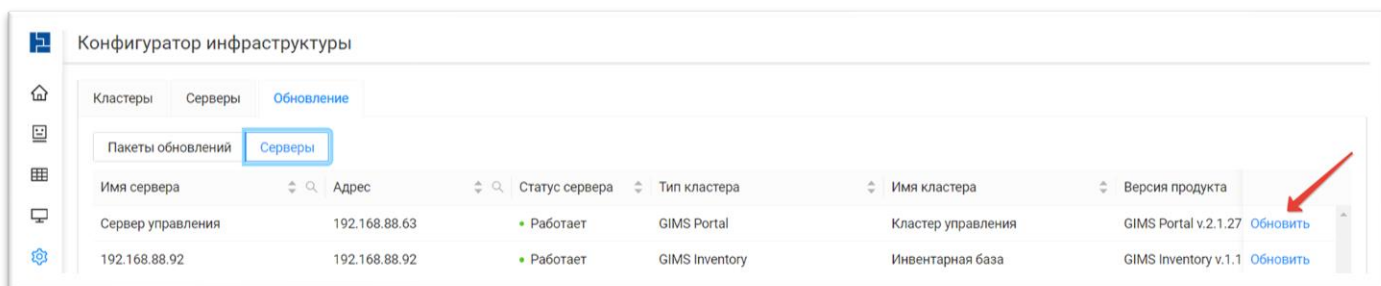 Конфигуратор инфраструктуры
Кластеры Серверы Обновление
Пакеты обновлений Серверы
Имя сервера Адрес Статус сервера Тип кластера Имя кластера Версия продукта
Сервер управления 192.168.88.63 Работает GIMS Portal Кластер управления GIMS Portal v.2.1.27 Обновить
192.168.88.92 192.168.88.92 Работает GIMS Inventory Инвентарная база GIMS Inventory v.1.1 Обновить